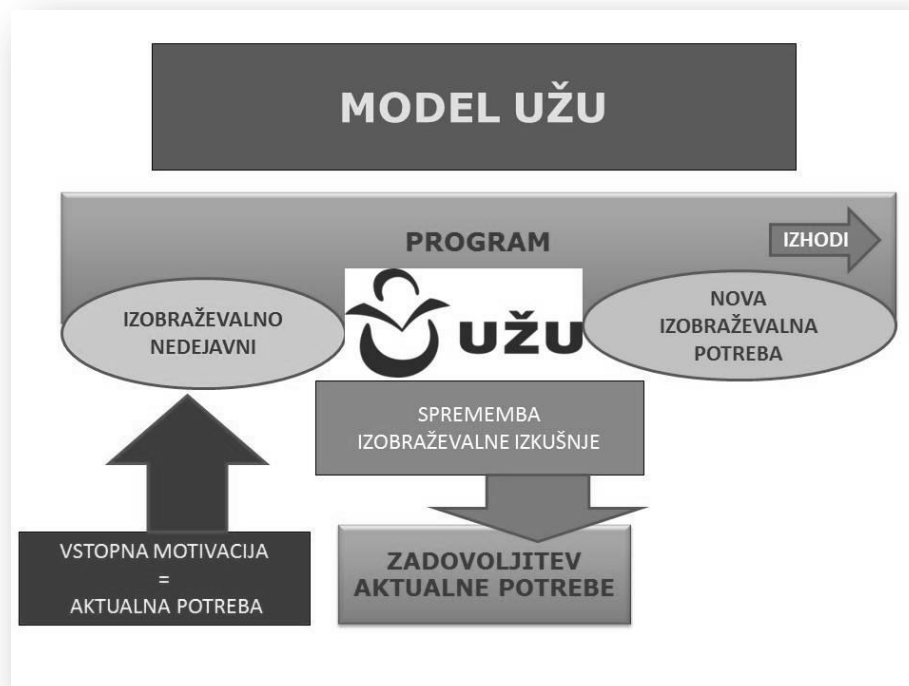 MODEL UŽU
PROGRAM
IZHODI
IZOBRAŽEVALNO
NEDEJAVNI
UŽU
NOVA
IZOBRAŽEVALNA
POTREBA
SPREMEMBA
IZOBRAŽEVALNE IZKUŠNJE
VSTOPNA MOTIVACIJA
=
AKTUALNA POTREBA
ZADOVOLJITEV
AKTUALNE POTREBE